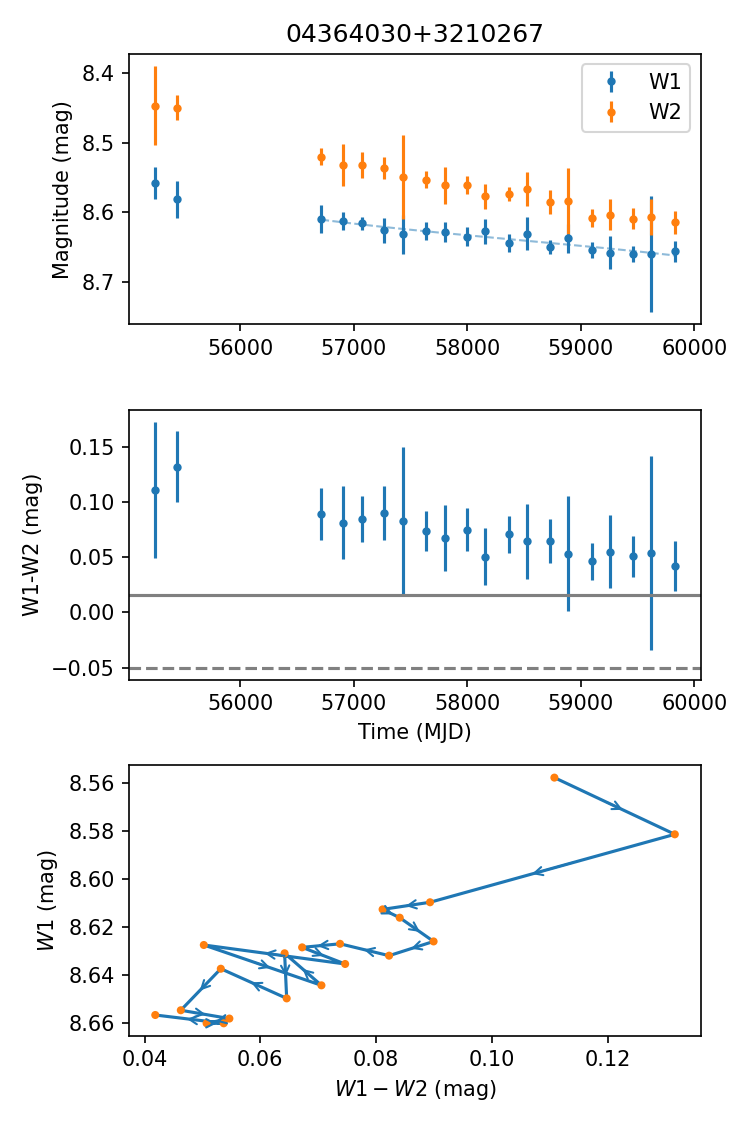 04364030+3210267
8.4
8.5
8.6
8.7
Magnitude (mag)
W1
W2
56000 57000 58000 59000 60000
0.15
0.10
0.05
0.00
−0.05
W1-W2 (mag)
56000 57000 58000 59000 60000
Time (MJD)
8.56
8.58
8.60
8.62
8.64
8.66
W1 (mag)
0.04 0.06 0.08 0.10 0.12
W1 − W2 (mag)